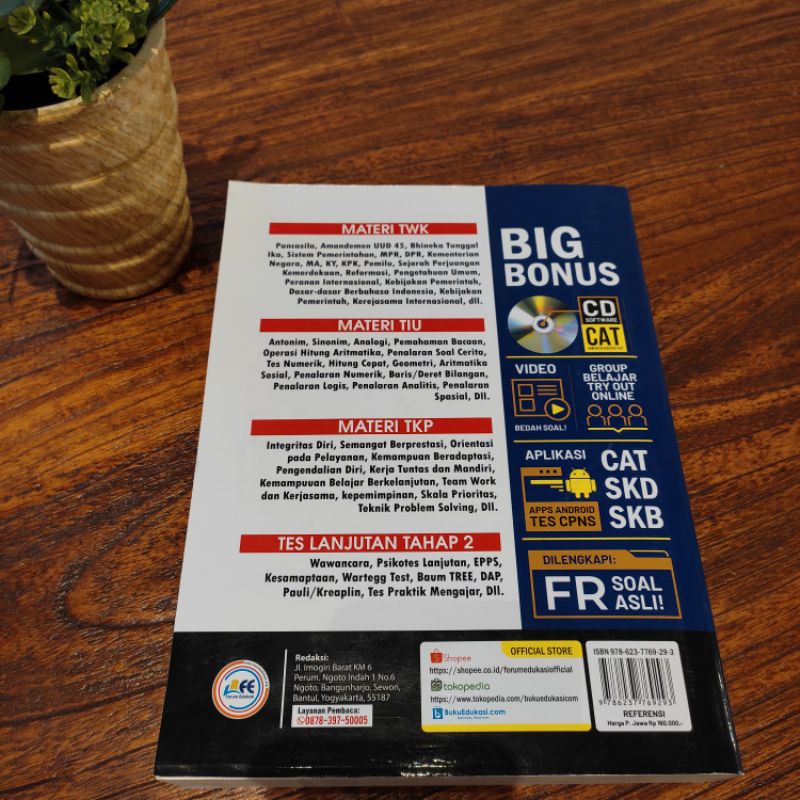 MATERI TWK
Pancasila, Amandemen UUD 45, Bhineka Tunggal
Ika, Sistem Pemerintahan, MPR, DPR, Kementerian
Negara, MA, KY, KPK, Pemilu, Sejarah Perjuangan
Kemerdekaan, Reformasi, Pengetahuan Umum,
Peranan Internasional, Kebijakan Pemerintah,
Dasar-dasar Berbahasa Indonesia, Kebijakan
Pemerintah, Kerejasama Internasional, dll.
MATERI TIU
Antonim, Sinonim, Analogi, Pemahaman Bacaan,
Operasi Hitung Aritmatika, Penalaran Soal Cerita,
Tes Numerik, Hitung Cepat, Geometri, Aritmatika
Sosial, Penalaran Numerik, Baris/Deret Bilangan,
Penalaran Logis, Penalaran Analitis, Penalaran
Spasial, Dll.
MATERI TKP
Integritas Diri, Semangat Berprestasi, Orientasi
pada Pelayanan, Kemampuan Beradaptasi,
Pengendalian Diri, Kerja Tuntas dan Mandiri,
Kemampuuan Belajar Berkelanjutan, Team Work
dan Kerjasama, kepemimpinan, Skala Prioritas,
Teknik Problem Solving, Dll.
TES LANJUTAN TAHAP 2
Wawancara, Psikotes Lanjutan, EPPS,
Kesamaptaan, Wartegg Test, Baum TREE, DAP,
Pauli/Kreaplin, Tes Praktik Mengajar, Dll.
BIG
BONUS
CD
SOFTWARE
CAT
VIDEO
BEDAH SOAL!
GROUP
BELAJAR
TRY OUT
ONLINE
APLIKASI
APPS ANDROID
TES CPNS
CAT
SKD
SKB
DILENGKAPI:
FR SOAL
ASLI!
Forum Edukasi
Redaksi:
Jl. Imogiri Barat KM 6
Perum. Ngoto Indah 1 No.6
Ngoto, Bangunharjo, Sewon,
Bantul, Yogyakarta, 55187
Layanan Pembaca:
0878-397-50005
OFFICIAL STORE
Shopee
https://shopee.co.id/forumedukasiofficial
tokopedia
https://www.tokopedia.com/bukuedukasicom
BukuEdukasi.com
ISBN 978-623-7769-29-3
9786237769293
REFERENSI
Harga P. Jawa Rp 160.000,-